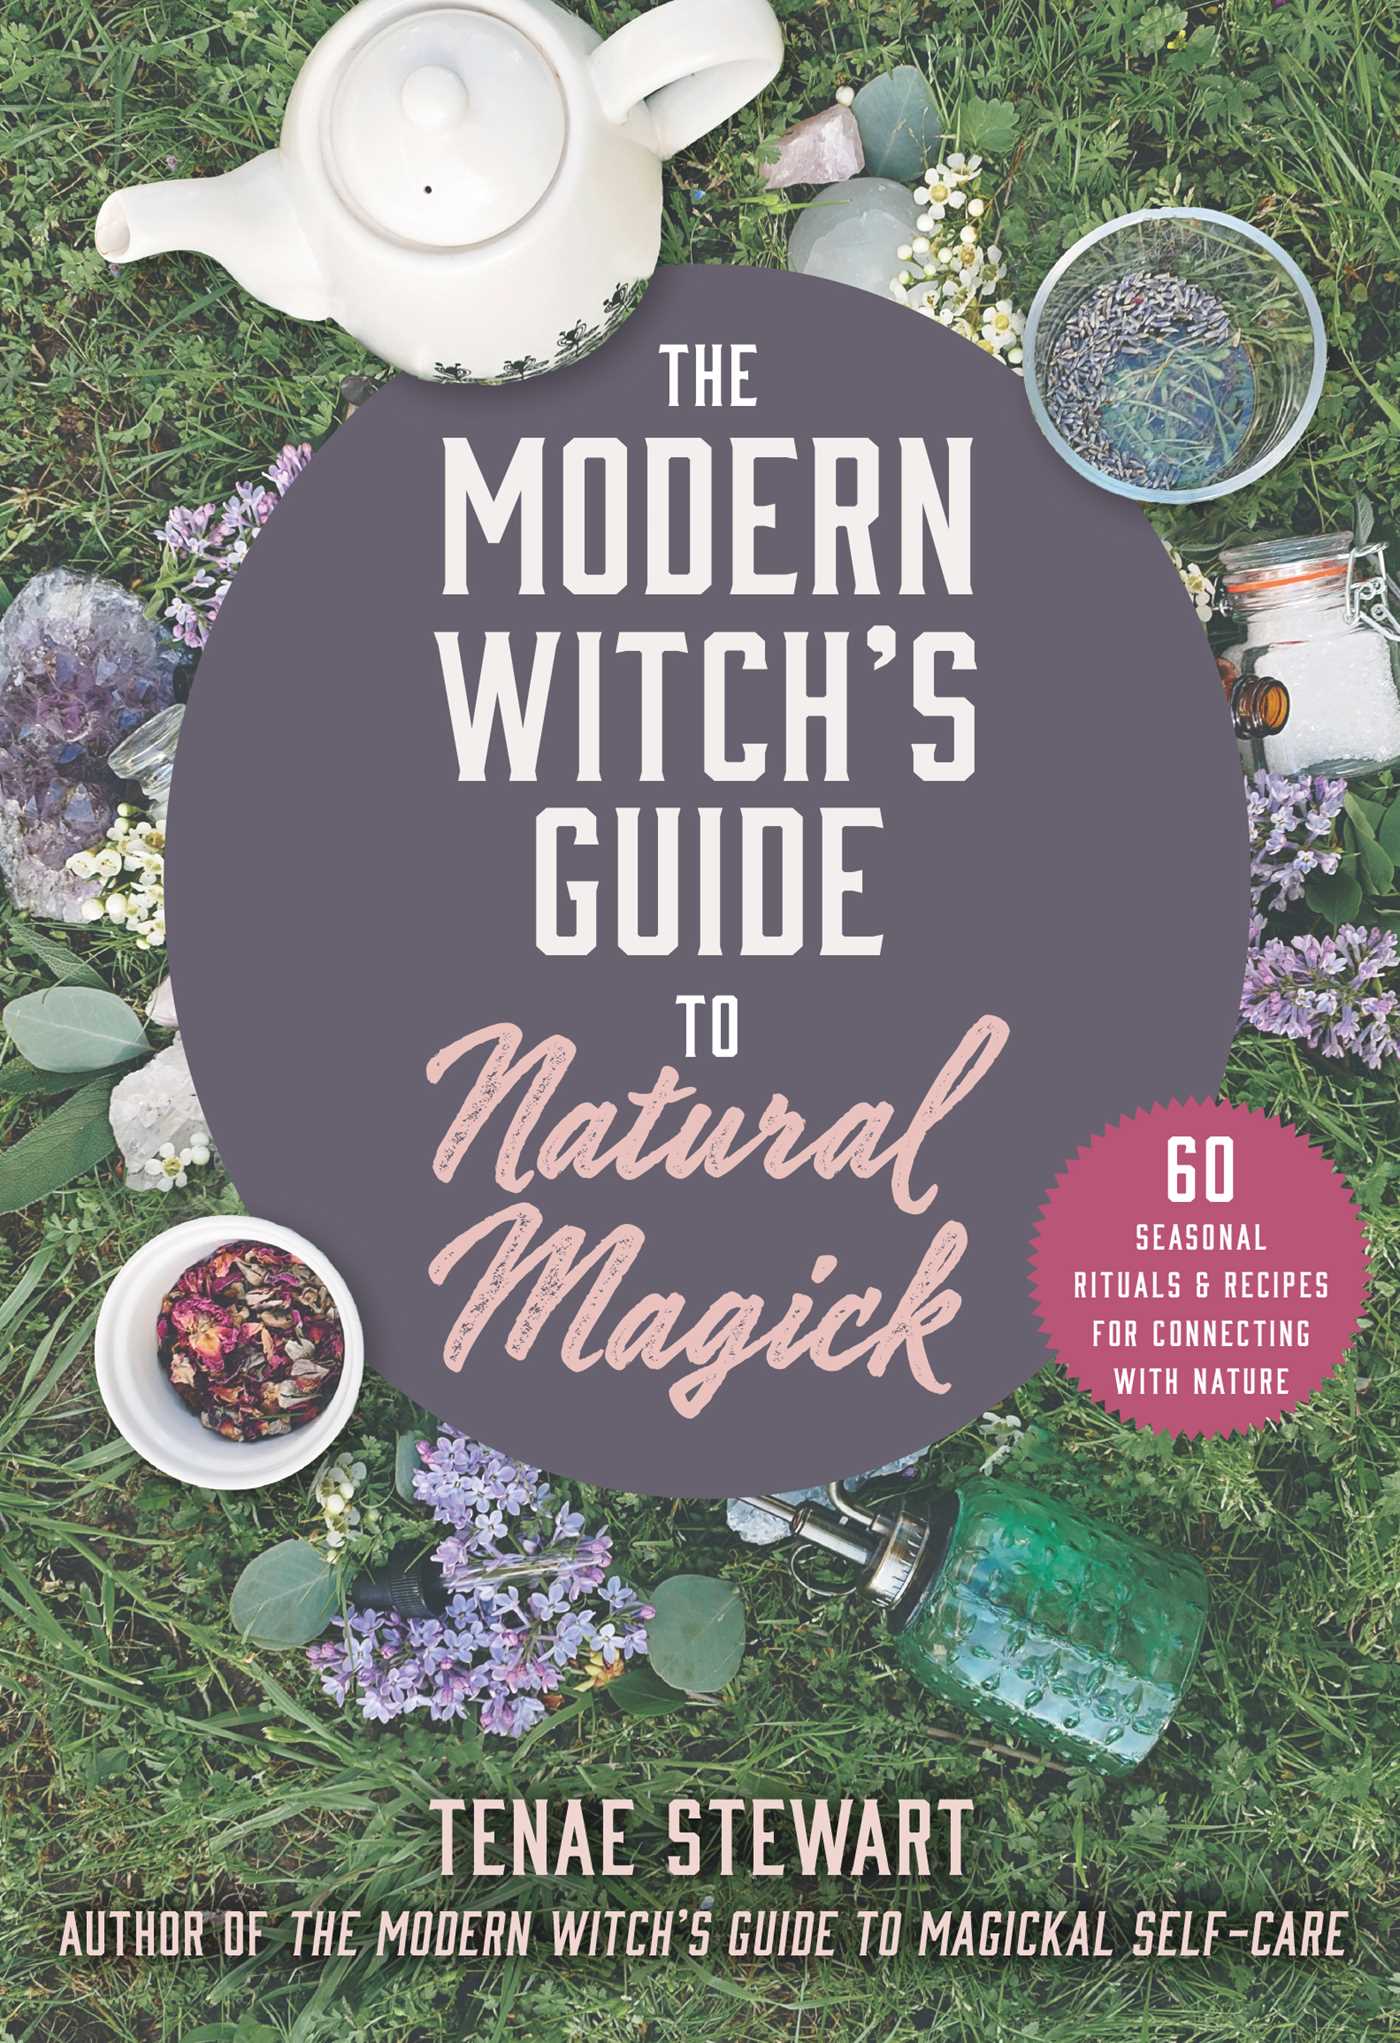 THE
MODERN
WITCH'S
GUIDE
TO
Natural
Magick
60
SEASONAL
RITUALS & RECIPES
FOR CONNECTING
WITH NATURE
TENAE STEWART
AUTHOR OF THE MODERN WITCH'S GUIDE TO MAGICKAL SELF-CARE